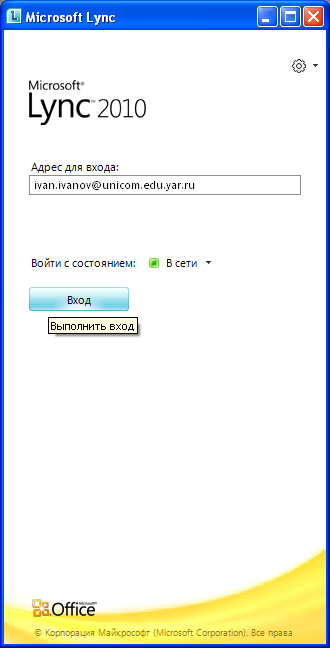 Microsoft Lync
Microsoft®
Lync™ 2010
Адрес для входа:
ivan.ivanov@unicom.edu.yar.ru
Войти с состоянием: В сети
Вход
Выполнить вход
Microsoft®
Office
© Корпорация Майкрософт (Microsoft Corporation). Все права